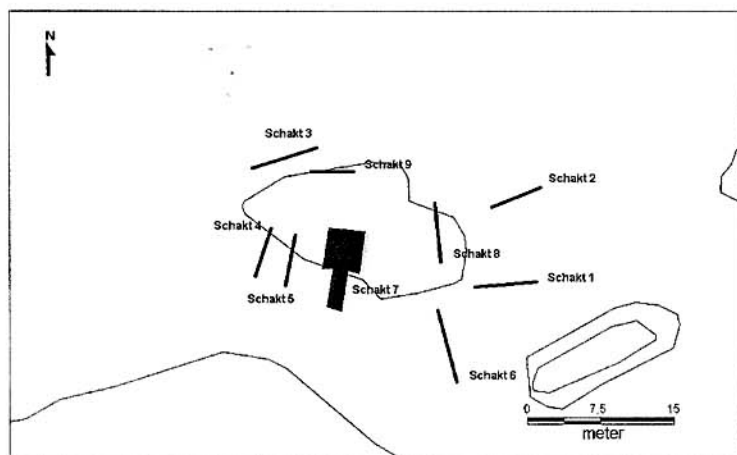 N
Schakt 3
Schakt 9
Schakt 2
Schakt 4
Schakt 8
Schakt 1
Schakt 7
Schakt 5
Schakt 6
0 7,5 15
meter